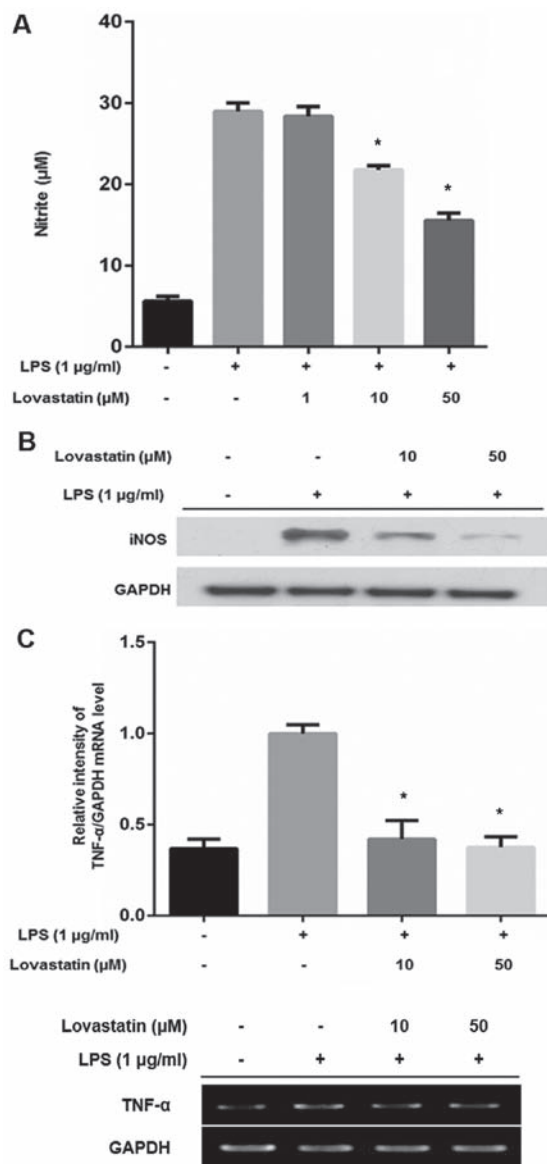 A
40
30
20
10
0
Nitrite (µM)
* *
LPS (1 µg/ml) - + + + +
Lovastatin (µM) - - 1 10 50
B
Lovastatin (µM) - - 10 50
LPS (1 µg/ml) - + + +
iNOS
GAPDH
C
1.5
1.0
0.5
0.0
Relative intensity of
TNF-α/GAPDH mRNA level
* *
LPS (1 µg/ml) - + + +
Lovastatin (µM) - - 10 50
Lovastatin (µM) - - 10 50
LPS (1 µg/ml) - + + +
TNF-α
GAPDH